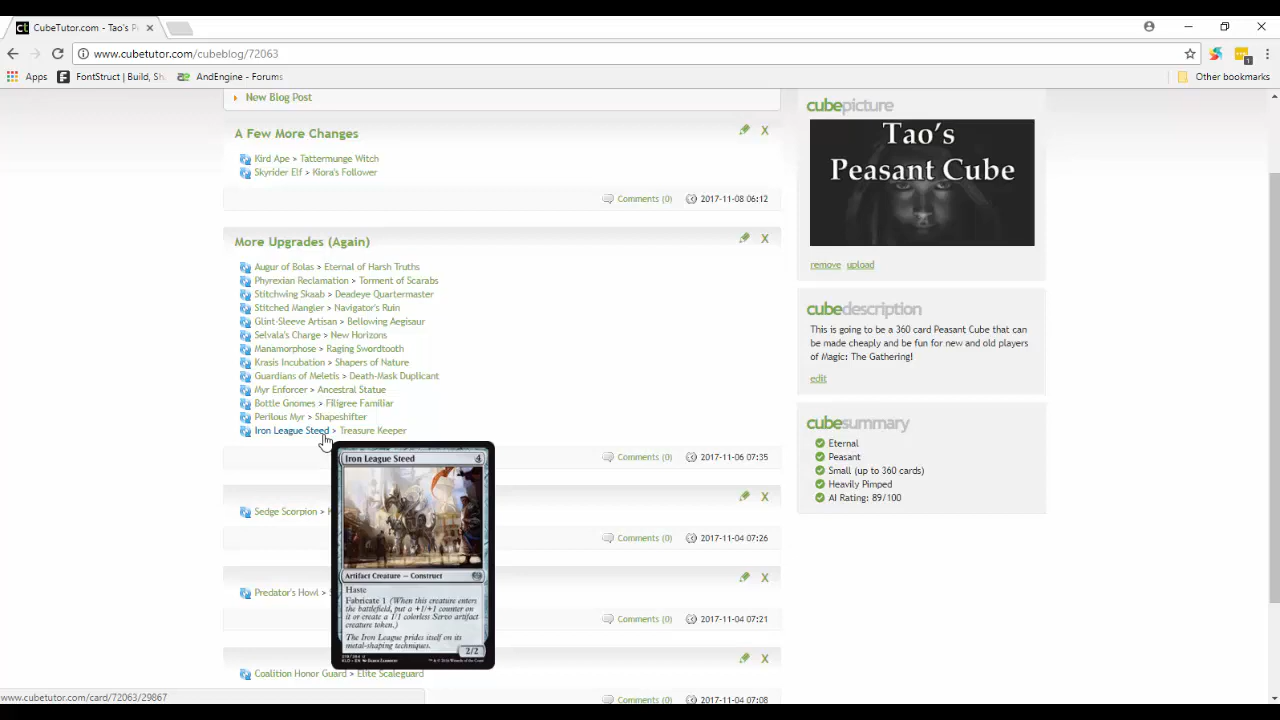 CubeTutor.com - Tao's P
www.cubetutor.com/cubeblog/72063
Apps
FontStruct | Build, Sh
AndEngine - Forums
Other bookmarks
New Blog Post
A Few More Changes
Kird Ape > Tattermunge Witch
Skyrider Elf > Kiora's Follower
Comments (0)
2017-11-08 06:12
More Upgrades (Again)
Augur of Bolas > Eternal of Harsh Truths
Phyrexian Reclamation > Torment of Scarabs
Stitchwing Skaab > Deadeye Quartermaster
Stitched Mangler > Navigator's Ruin
Glint-Sleeve Artisan > Bellowing Aegisaur
Selvala's Charge > New Horizons
Manamorphose > Raging Swordtooth
Krasis Incubation > Shapers of Nature
Guardians of Meletis > Death-Mask Duplicant
Myr Enforcer > Ancestral Statue
Bottle Gnomes > Filigree Familiar
Perilous Myr > Shapeshifter
Iron League Steed > Treasure Keeper
Comments (0)
2017-11-06 07:35
Sedge Scorpion >
Comments (0)
2017-11-04 07:26
Predator's Howl >
Comments (0)
2017-11-04 07:21
Coalition Honor Guard > Elite Scaleguard
Comments (0)
2017-11-04 07:08
Iron League Steed
4
Artifact Creature — Construct
Haste
Fabricate 1 (When this creature enters
the battlefield, put a +1/+1 counter on
it or create a 1/1 colorless Servo artifact
creature token.)
The Iron League prides itself on its
metal-shaping techniques.
2/2
cubepicture
Tao's
Peasant Cube
remove upload
cubedescription
This is going to be a 360 card Peasant Cube that can
be made cheaply and be fun for new and old players
of Magic: The Gathering!
edit
cubesummary
Eternal
Peasant
Small (up to 360 cards)
Heavily Pimped
AI Rating: 89/100
www.cubetutor.com/card/72063/29867